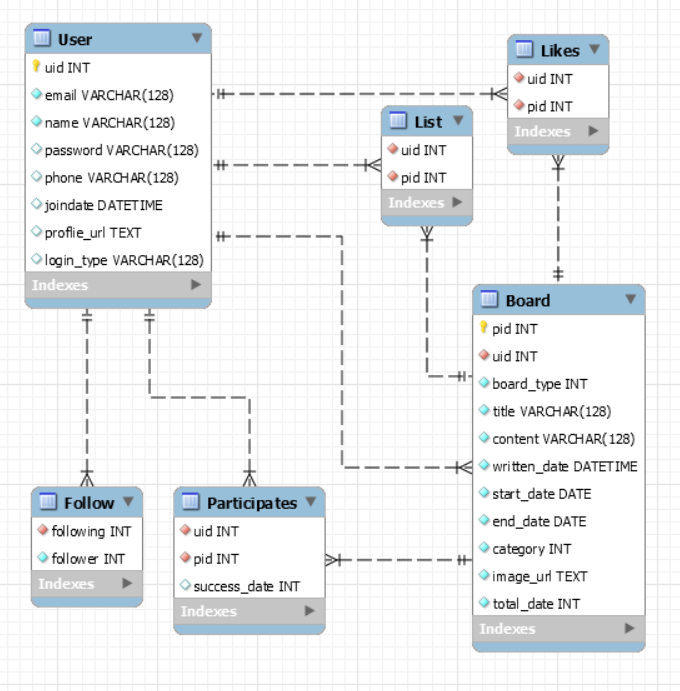 User
uid INT
email VARCHAR(128)
name VARCHAR(128)
password VARCHAR(128)
phone VARCHAR(128)
joindate DATETIME
proflie_url TEXT
login_type VARCHAR(128)
Indexes
Likes
uid INT
pid INT
Indexes
List
uid INT
pid INT
Indexes
Board
pid INT
uid INT
board_type INT
title VARCHAR(128)
content VARCHAR(128)
written_date DATETIME
start_date DATE
end_date DATE
category INT
image_url TEXT
total_date INT
Indexes
Follow
following INT
follower INT
Indexes
Participates
uid INT
pid INT
success_date INT
Indexes